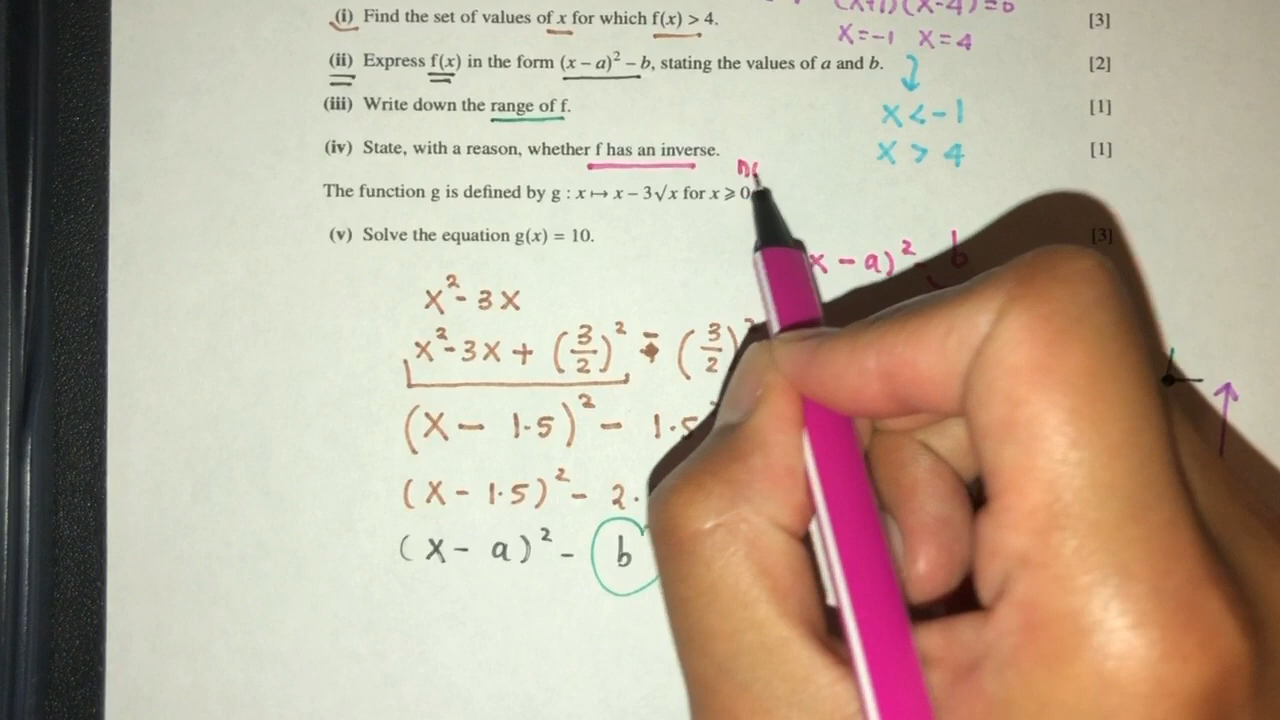 (i) Find the set of values of x for which f(x) > 4. [3]
(x+1)(x-4)=0
x=-1 x=4
(ii) Express f(x) in the form (x − a)² − b, stating the values of a and b. [2]
(iii) Write down the range of f. [1]
x<-1
(iv) State, with a reason, whether f has an inverse. [1]
x > 4
The function g is defined by g : x ↦ x − 3√x for x ⩾ 0
(v) Solve the equation g(x) = 10. [3]
x - a)² - b
x² - 3x
x² - 3x + (3/2)² - (3/2)²
(x - 1.5)² - 1.5
(x - 1.5)² - 2.
(x - a)² - b